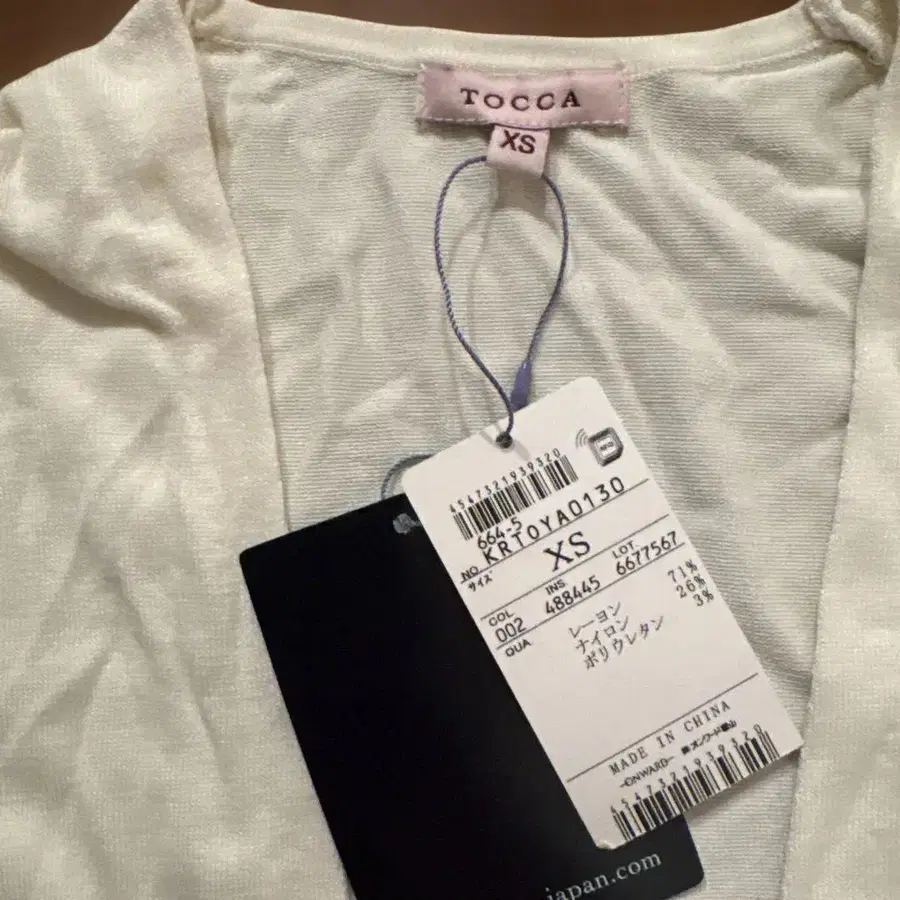 TOCCA
XS
4547321939320
664-5
NO. KRTOYA0130
サイズ XS
COL INS. LOT.
002 488445 6677567
QUA レーヨン 71%
ナイロン 26%
ポリウレタン 3%
MADE IN CHINA
-ONWARD-
4547321939320
japan.com